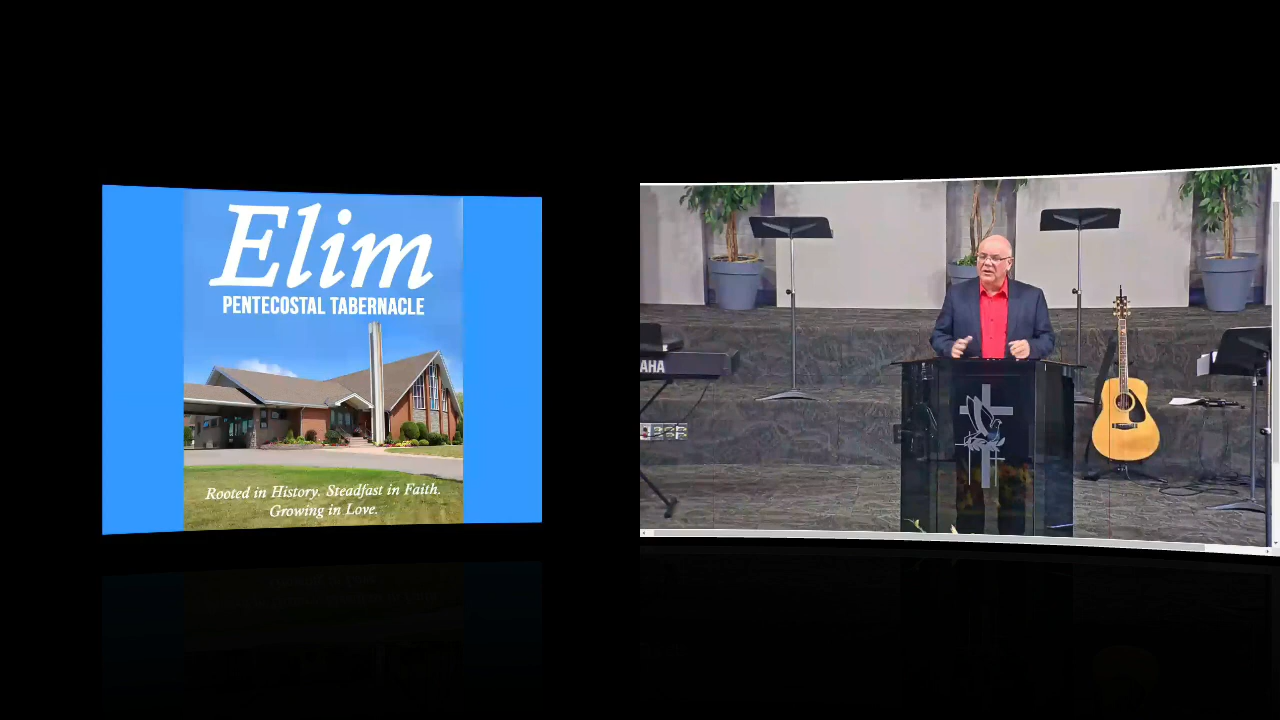 Elim
PENTECOSTAL TABERNACLE
Rooted in History. Steadfast in Faith.
Growing in Love.
AHA